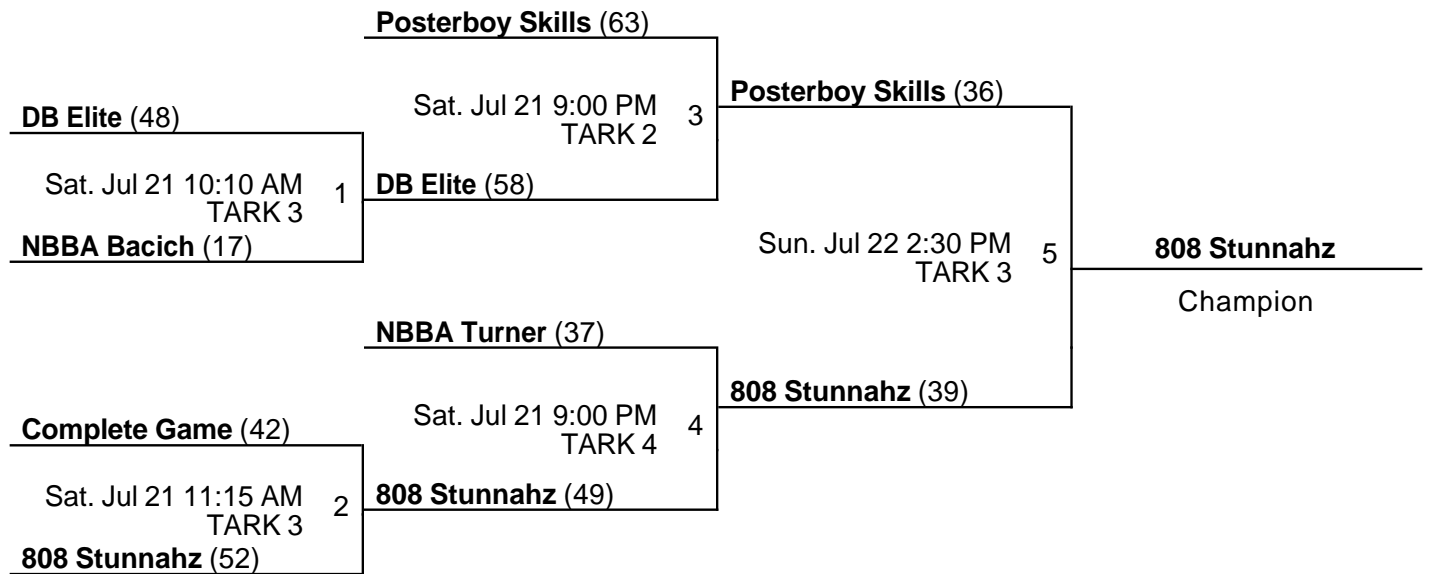 Posterboy Skills (63)
DB Elite (48)
Sat. Jul 21 10:10 AM
TARK 3
1
NBBA Bacich (17)
Sat. Jul 21 9:00 PM
TARK 2
3
DB Elite (58)
Posterboy Skills (36)
Sun. Jul 22 2:30 PM
TARK 3
5
808 Stunnahz
Champion
NBBA Turner (37)
Complete Game (42)
Sat. Jul 21 11:15 AM
TARK 3
2
808 Stunnahz (52)
Sat. Jul 21 9:00 PM
TARK 4
4
808 Stunnahz (49)
808 Stunnahz (39)